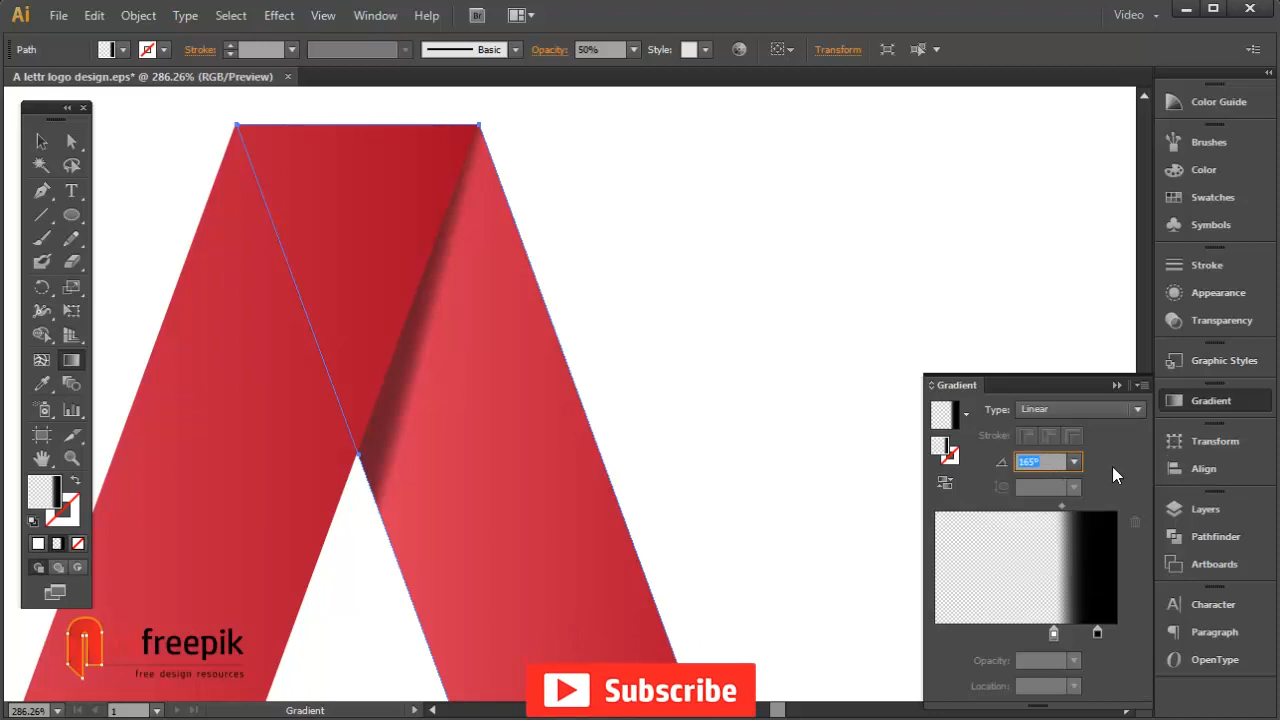 Ai File Edit Object Type Select Effect View Window Help Br Video
Path Stroke: Basic Opacity: 50% Style: Transform
A lettr logo design.eps* @ 286.26% (RGB/Preview)
Color Guide
Brushes
Color
Swatches
Symbols
Stroke
Appearance
Transparency
Graphic Styles
Gradient
Transform
Align
Layers
Pathfinder
Artboards
Character
Paragraph
OpenType
Gradient
Type: Linear
Stroke:
165°
Opacity:
Location:
freepik
free design resources
Subscribe
286.26% 1 Gradient